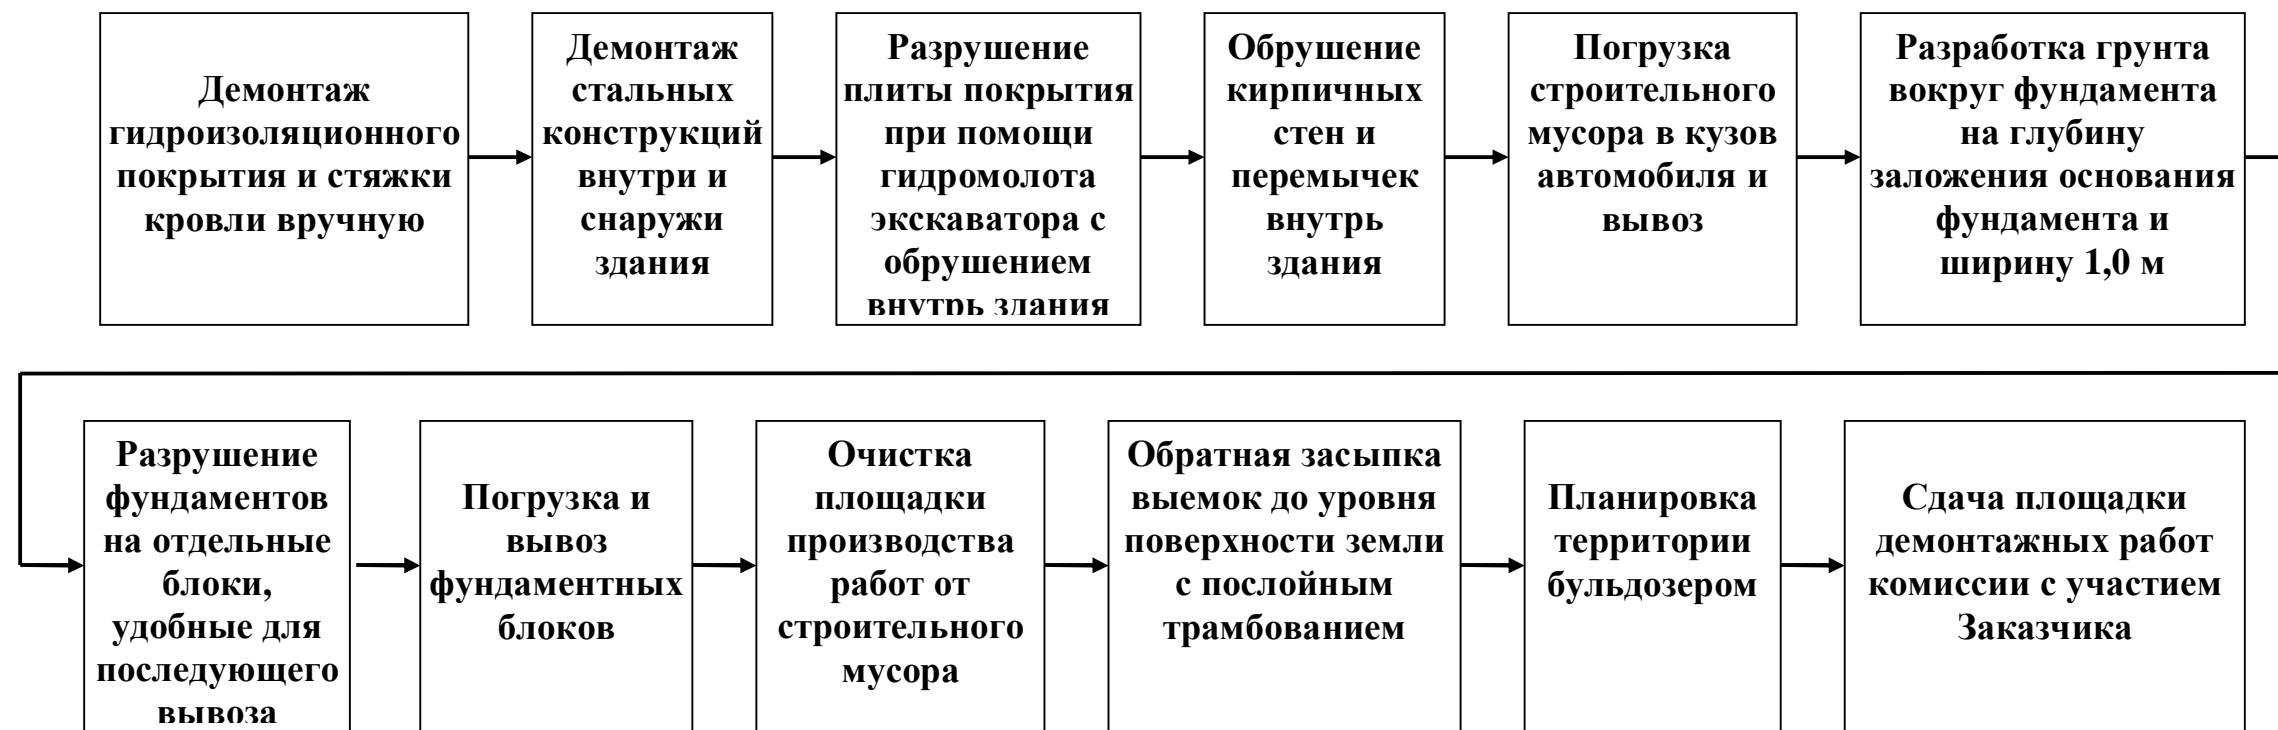 Демонтаж
гидроизоляционного
покрытия и стяжки
кровли вручную
Демонтаж
стальных
конструкций
внутри и
снаружи
здания
Разрушение
плиты покрытия
при помощи
гидромолота
экскаватора с
обрушением
внутрь здания
Обрушение
кирпичных
стен и
перемычек
внутрь
здания
Погрузка
строительного
мусора в кузов
автомобиля и
вывоз
Разработка грунта
вокруг фундамента
на глубину
заложения основания
фундамента и
ширину 1,0 м
Разрушение
фундаментов
на отдельные
блоки,
удобные для
последующего
вывоза
Погрузка и
вывоз
фундаментных
блоков
Очистка
площадки
производства
работ от
строительного
мусора
Обратная засыпка
выемок до уровня
поверхности земли
с послойным
трамбованием
Планировка
территории
бульдозером
Сдача площадки
демонтажных работ
комиссии с участием
Заказчика